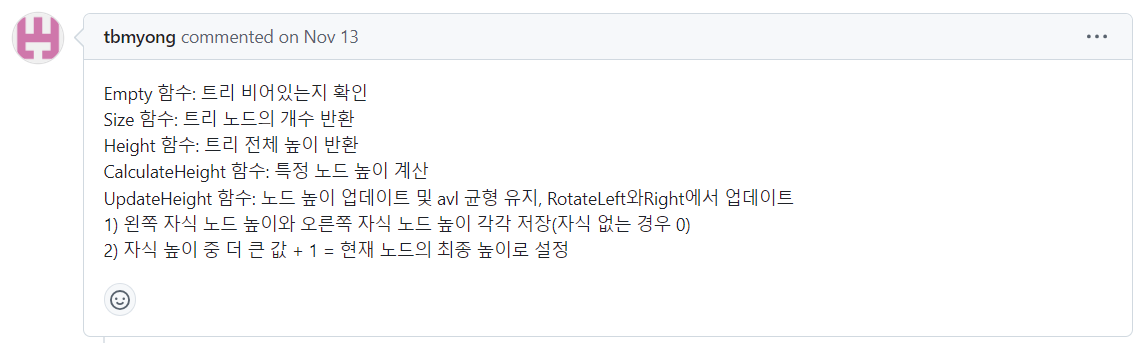 tbmyong commented on Nov 13
Empty 함수: 트리 비어있는지 확인
Size 함수: 트리 노드의 개수 반환
Height 함수: 트리 전체 높이 반환
CalculateHeight 함수: 특정 노드 높이 계산
UpdateHeight 함수: 노드 높이 업데이트 및 avl 균형 유지, RotateLeft와Right에서 업데이트
1) 왼쪽 자식 노드 높이와 오른쪽 자식 노드 높이 각각 저장(자식 없는 경우 0)
2) 자식 높이 중 더 큰 값 + 1 = 현재 노드의 최종 높이로 설정